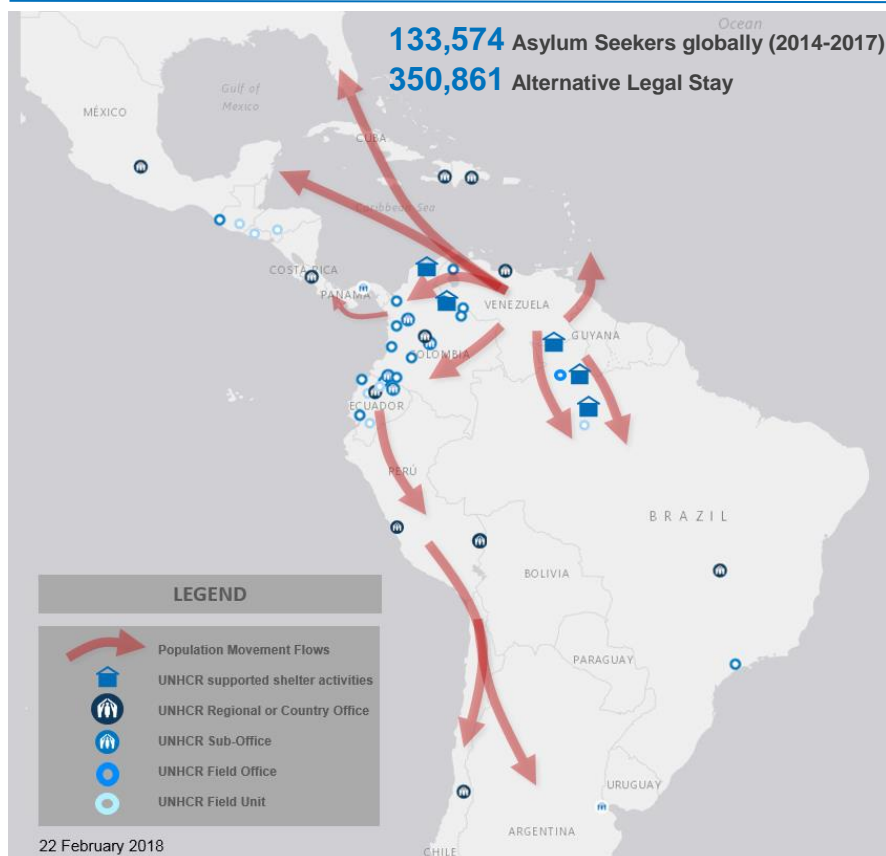 Ocean
133,574 Asylum Seekers globally (2014-2017)
350,861 Alternative Legal Stay
Gulf of
Mexico
MÉXICO
CUBA
Caribbean Sea
COSTA RICA
PANAMÁ
VENEZUELA
GUYANA
COLOMBIA
ECUADOR
PERÚ
BRAZIL
BOLIVIA
PARAGUAY
URUGUAY
ARGENTINA
CHILE
LEGEND
Population Movement Flows
UNHCR supported shelter activities
UNHCR Regional or Country Office
UNHCR Sub-Office
UNHCR Field Office
UNHCR Field Unit
22 February 2018